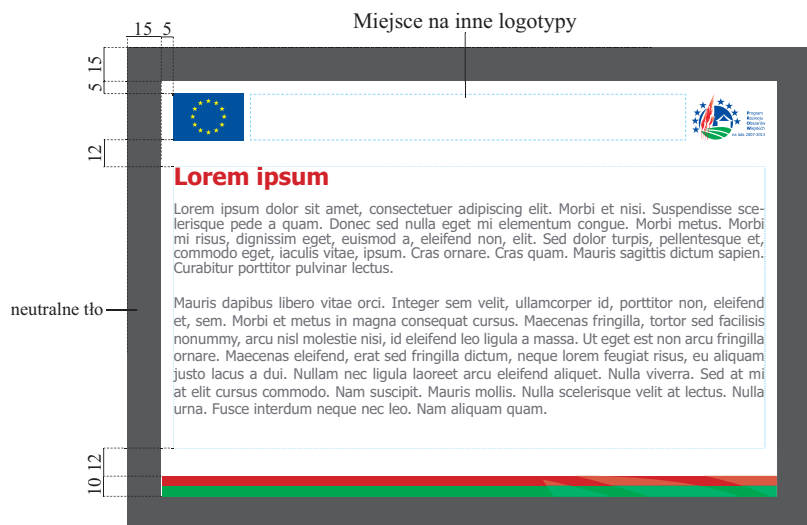 Miejsce na inne logotypy
15 5
15
5
12
Program
Rozwoju
Obszarów
Wiejskich
na lata 2007-2013
Lorem ipsum
Lorem ipsum dolor sit amet, consectetuer adipiscing elit. Morbi et nisi. Suspendisse sce-
lerisque pede a quam. Donec sed nulla eget mi elementum congue. Morbi metus. Morbi
mi risus, dignissim eget, euismod a, eleifend non, elit. Sed dolor turpis, pellentesque et,
commodo eget, iaculis vitae, ipsum. Cras ornare. Cras quam. Mauris sagittis dictum sapien.
Curabitur porttitor pulvinar lectus.
neutralne tło
Mauris dapibus libero vitae orci. Integer sem velit, ullamcorper id, porttitor non, eleifend
et, sem. Morbi et metus in magna consequat cursus. Maecenas fringilla, tortor sed facilisis
nonummy, arcu nisl molestie nisi, id eleifend leo ligula a massa. Ut eget est non arcu fringilla
ornare. Maecenas eleifend, erat sed fringilla dictum, neque lorem feugiat risus, eu aliquam
justo lacus a dui. Nullam nec ligula laoreet arcu eleifend aliquet. Nulla viverra. Sed at mi
at elit cursus commodo. Nam suscipit. Mauris mollis. Nulla scelerisque velit at lectus. Nulla
urna. Fusce interdum neque nec leo. Nam aliquam quam.
12
10